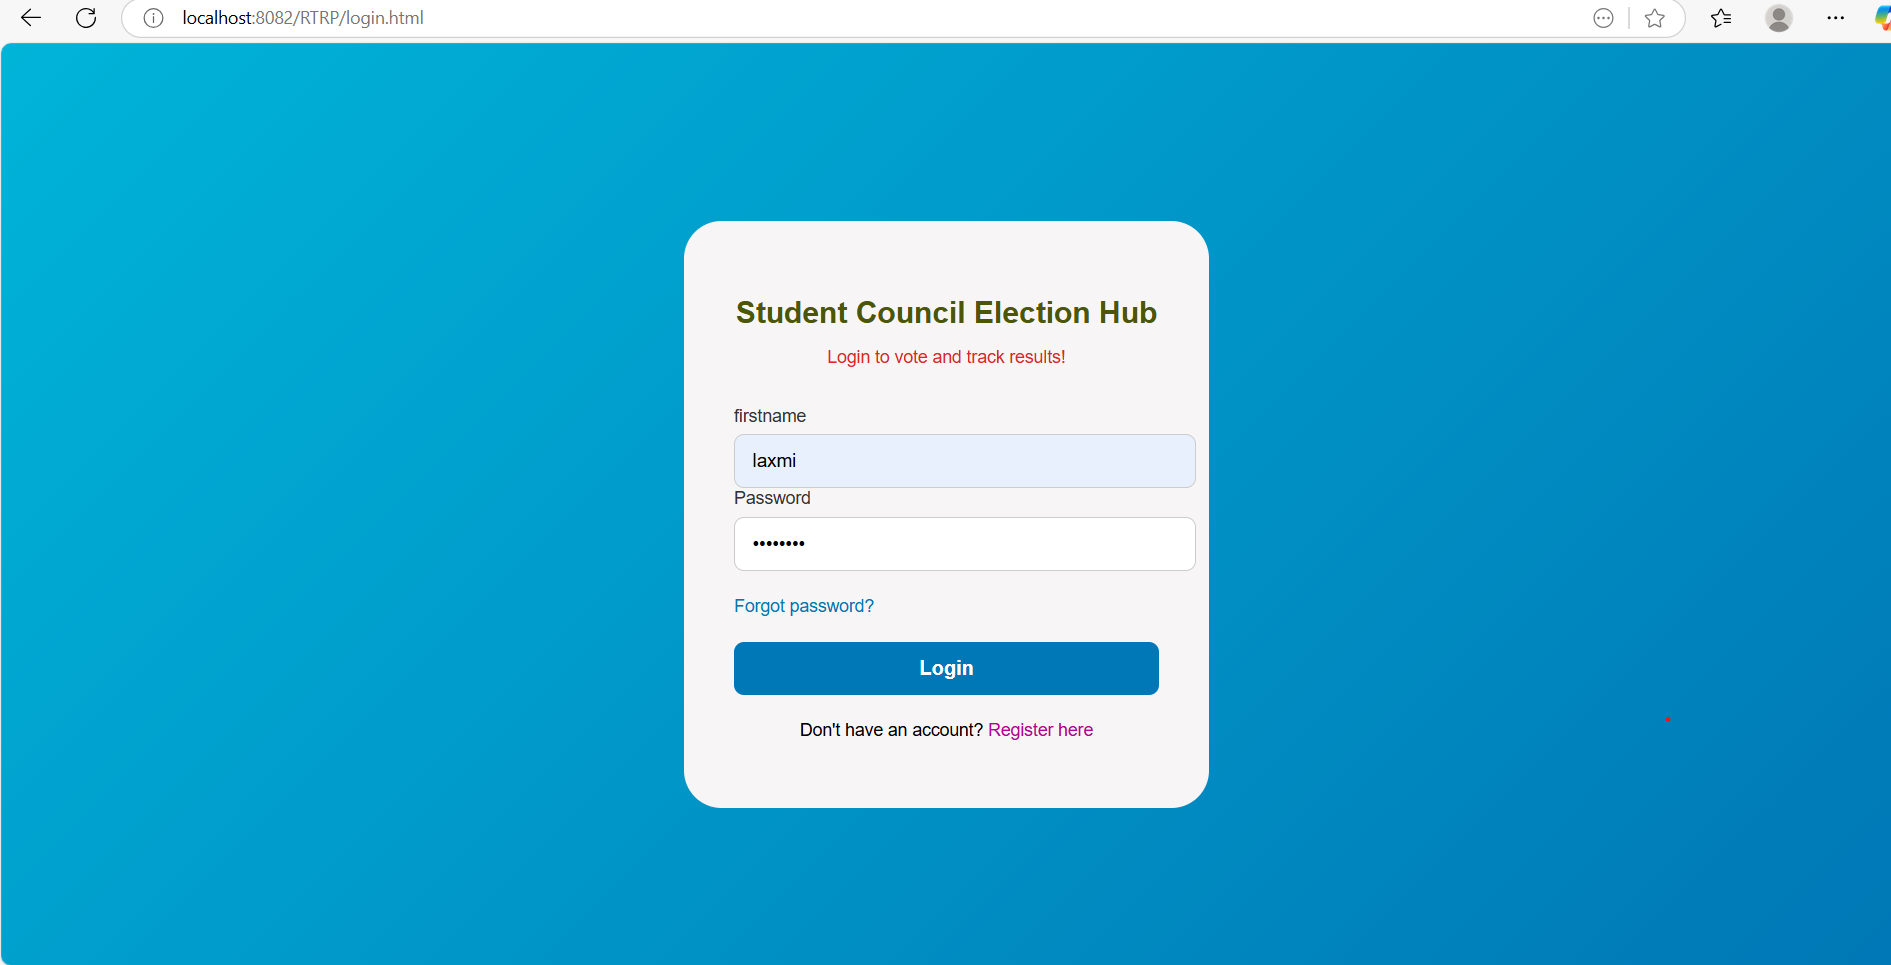 localhost:8082/RTRP/login.html
Student Council Election Hub
Login to vote and track results!
firstname
laxmi
Password
••••••••
Forgot password?
Login
Don't have an account? Register here